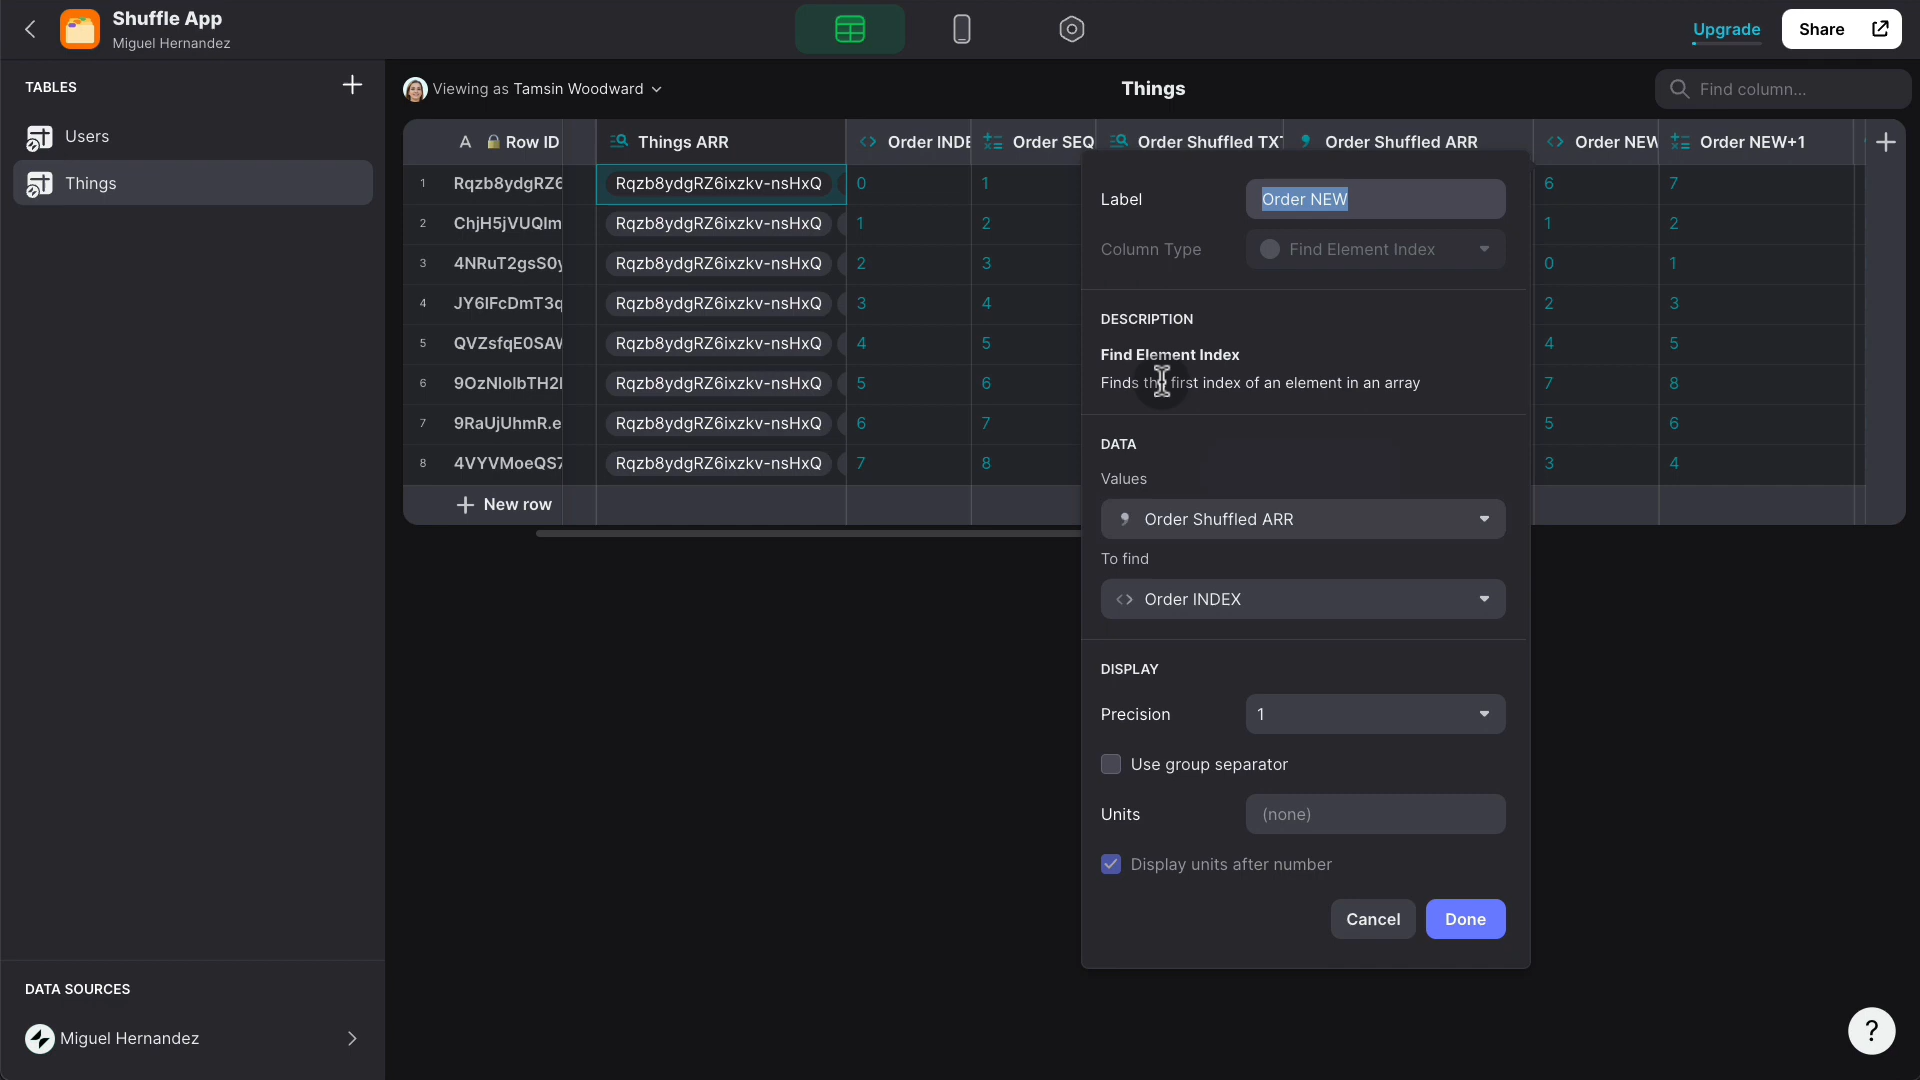 Shuffle App
Miguel Hernandez
Upgrade
Share
TABLES
Users
Things
Viewing as Tamsin Woodward
Things
Find column...
A Row ID
Things ARR
Order INDE
Order SEQ
Order Shuffled TXT
Order Shuffled ARR
Order NEW
Order NEW+1
1 Rqzb8ydgRZ6 Rqzb8ydgRZ6ixzkv-nsHxQ 0 1 6 7
2 Rqzb8ydgRZ6ixzkv-nsHxQ 1 2 1 2
3 Rqzb8ydgRZ6ixzkv-nsHxQ 2 3 0 1
4 Rqzb8ydgRZ6ixzkv-nsHxQ 3 4 2 3
5 Rqzb8ydgRZ6ixzkv-nsHxQ 4 5 4 5
6 Rqzb8ydgRZ6ixzkv-nsHxQ 5 6 7 8
7 9RaUjUhmR.e Rqzb8ydgRZ6ixzkv-nsHxQ 6 7 5 6
8 4VYVMoeQS7 Rqzb8ydgRZ6ixzkv-nsHxQ 7 8 3 4
New row
Label Order NEW
Column Type Find Element Index
DESCRIPTION
Find Element Index
Finds the first index of an element in an array
DATA
Values
Order Shuffled ARR
To find
Order INDEX
DISPLAY
Precision 1
Use group separator
Units (none)
Display units after number
Cancel Done
DATA SOURCES
Miguel Hernandez
?